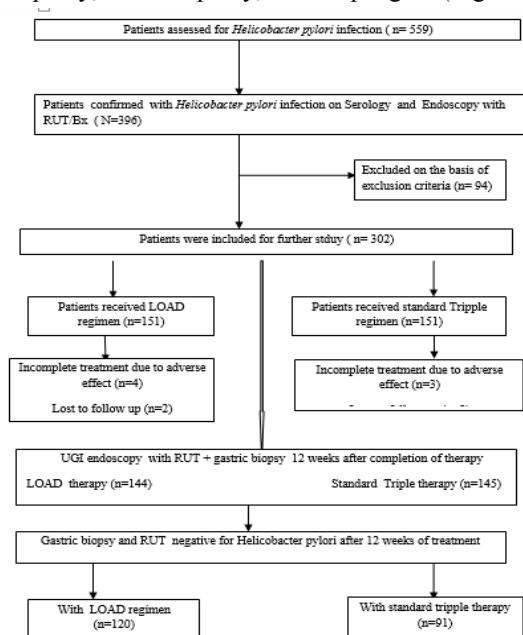 Patients assessed for Helicobacter pylori infection ( n= 559)
Patients confirmed with Helicobacter pylori infection on Serology and Endoscopy with
RUT/Bx ( N=396)
Excluded on the basis of
exclusion criteria (n= 94)
Patients were included for further stduy ( n= 302)
Patients received LOAD
regimen (n=151)
Patients received standard Tripple
regimen (n=151)
Incomplete treatment due to adverse
effect (n=4)
Lost to follow up (n=2)
Incomplete treatment due to adverse
effect (n=3)
UGI endoscopy with RUT + gastric biopsy 12 weeks after completion of therapy
LOAD therapy (n=144)
Standard Triple therapy (n=145)
Gastric biopsy and RUT negative for Helicobacter pylori after 12 weeks of treatment
With LOAD regimen
(n=120)
With standard tripple therapy
(n=91)